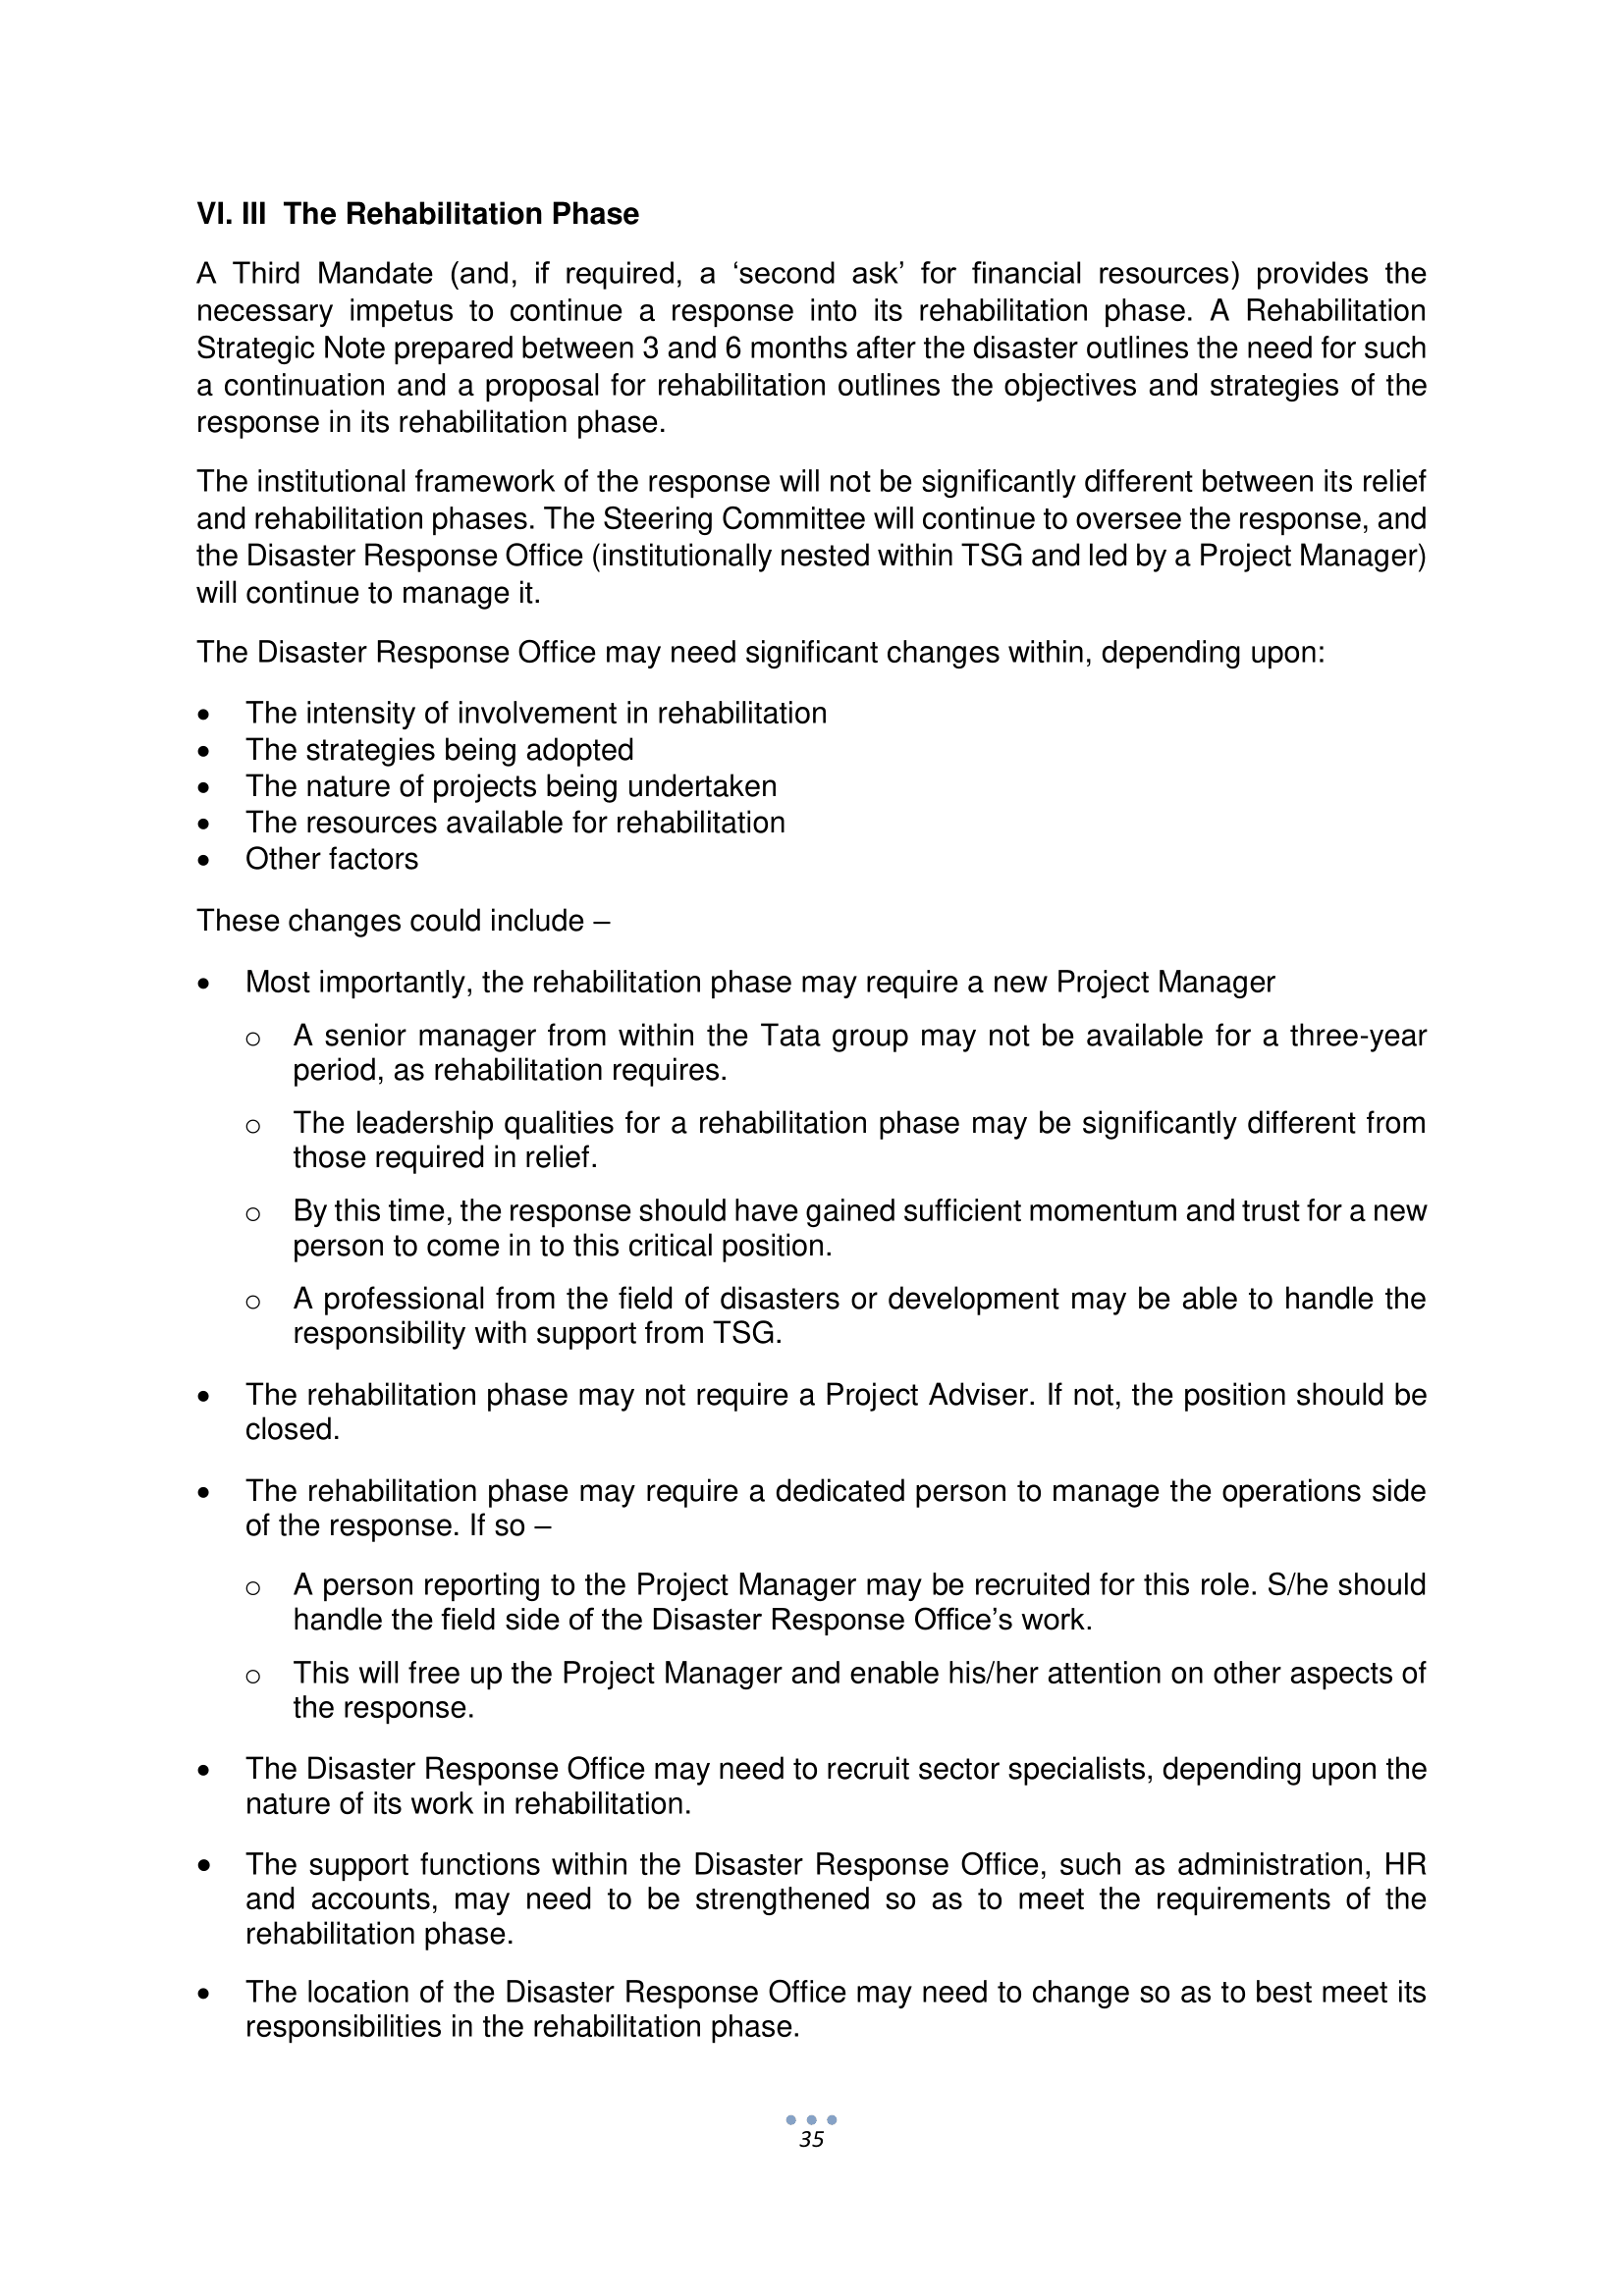 VI. III  The Rehabilitation Phase
A Third Mandate (and, if required, a ‘second ask’ for financial resources) provides the
necessary impetus to continue a response into its rehabilitation phase. A Rehabilitation
Strategic Note prepared between 3 and 6 months after the disaster outlines the need for such
a continuation and a proposal for rehabilitation outlines the objectives and strategies of the
response in its rehabilitation phase.
The institutional framework of the response will not be significantly different between its relief
and rehabilitation phases. The Steering Committee will continue to oversee the response, and
the Disaster Response Office (institutionally nested within TSG and led by a Project Manager)
will continue to manage it.
The Disaster Response Office may need significant changes within, depending upon:
• The intensity of involvement in rehabilitation
• The strategies being adopted
• The nature of projects being undertaken
• The resources available for rehabilitation
• Other factors
These changes could include –
• Most importantly, the rehabilitation phase may require a new Project Manager
o A senior manager from within the Tata group may not be available for a three-year
period, as rehabilitation requires.
o The leadership qualities for a rehabilitation phase may be significantly different from
those required in relief.
o By this time, the response should have gained sufficient momentum and trust for a new
person to come in to this critical position.
o A professional from the field of disasters or development may be able to handle the
responsibility with support from TSG.
• The rehabilitation phase may not require a Project Adviser. If not, the position should be
closed.
• The rehabilitation phase may require a dedicated person to manage the operations side
of the response. If so –
o A person reporting to the Project Manager may be recruited for this role. S/he should
handle the field side of the Disaster Response Office’s work.
o This will free up the Project Manager and enable his/her attention on other aspects of
the response.
• The Disaster Response Office may need to recruit sector specialists, depending upon the
nature of its work in rehabilitation.
• The support functions within the Disaster Response Office, such as administration, HR
and accounts, may need to be strengthened so as to meet the requirements of the
rehabilitation phase.
• The location of the Disaster Response Office may need to change so as to best meet its
responsibilities in the rehabilitation phase.
35